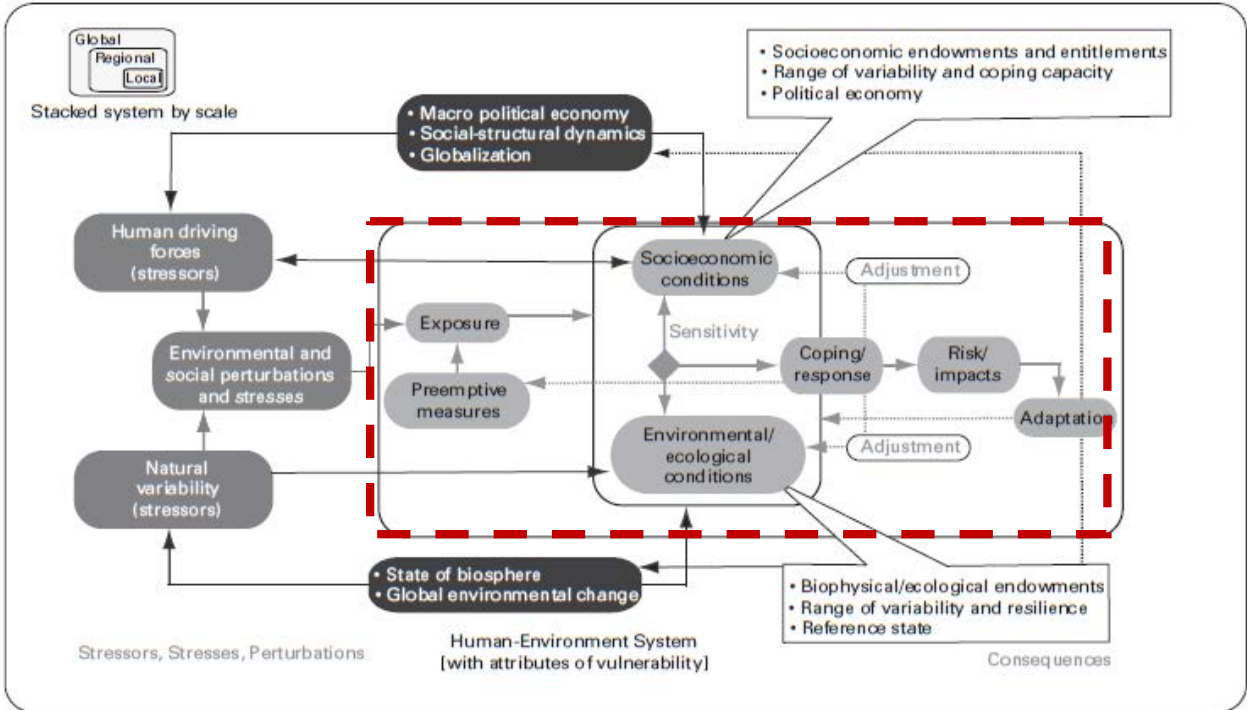 Global
Regional
Local
Stacked system by scale
• Socioeconomic endowments and entitlements
• Range of variability and coping capacity
• Political economy
• Macro political economy
• Social-structural dynamics
• Globalization
Human driving
forces
(stressors)
Socioeconomic
conditions
Adjustment
Exposure
Sensitivity
Environmental and
social perturbations
and stresses
Coping/
response
Risk/
impacts
Preemptive
measures
Adaptation
Environmental/
ecological
conditions
Adjustment
Natural
variability
(stressors)
• State of biosphere
• Global environmental change
• Biophysical/ecological endowments
• Range of variability and resilience
• Reference state
Stressors, Stresses, Perturbations
Human-Environment System
[with attributes of vulnerability]
Consequences